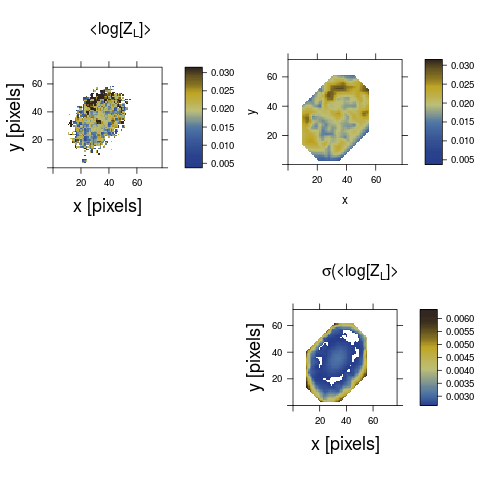 <log[Z_L]>
y [pixels]
60
40
20
20 40 60
x [pixels]
0.030
0.025
0.020
0.015
0.010
0.005
y
60
40
20
20 40 60
x
0.030
0.025
0.020
0.015
0.010
0.005
σ(<log[Z_L]>
y [pixels]
60
40
20
20 40 60
x [pixels]
0.0060
0.0055
0.0050
0.0045
0.0040
0.0035
0.0030